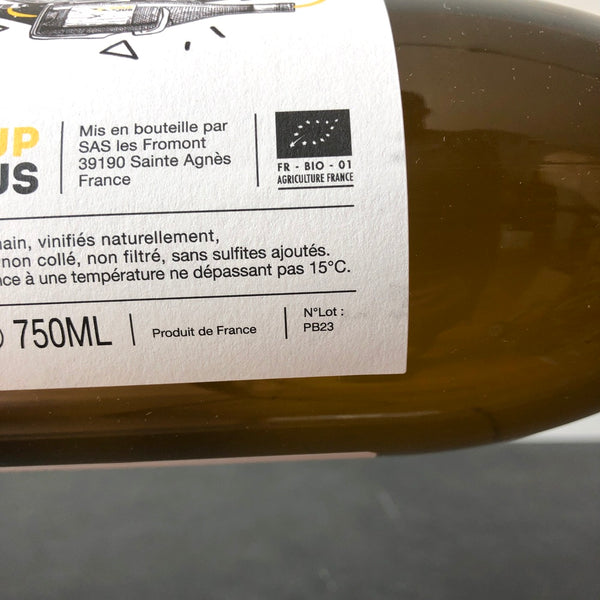 UP
US
Mis en bouteille par
SAS les Fromont
39190 Sainte Agnès
France
FR - BIO - 01
AGRICULTURE FRANCE
ain, vinifiés naturellement,
non collé, non filtré, sans sulfites ajoutés.
nce à une température ne dépassant pas 15°C.
750ML
Produit de France
N°Lot :
PB23